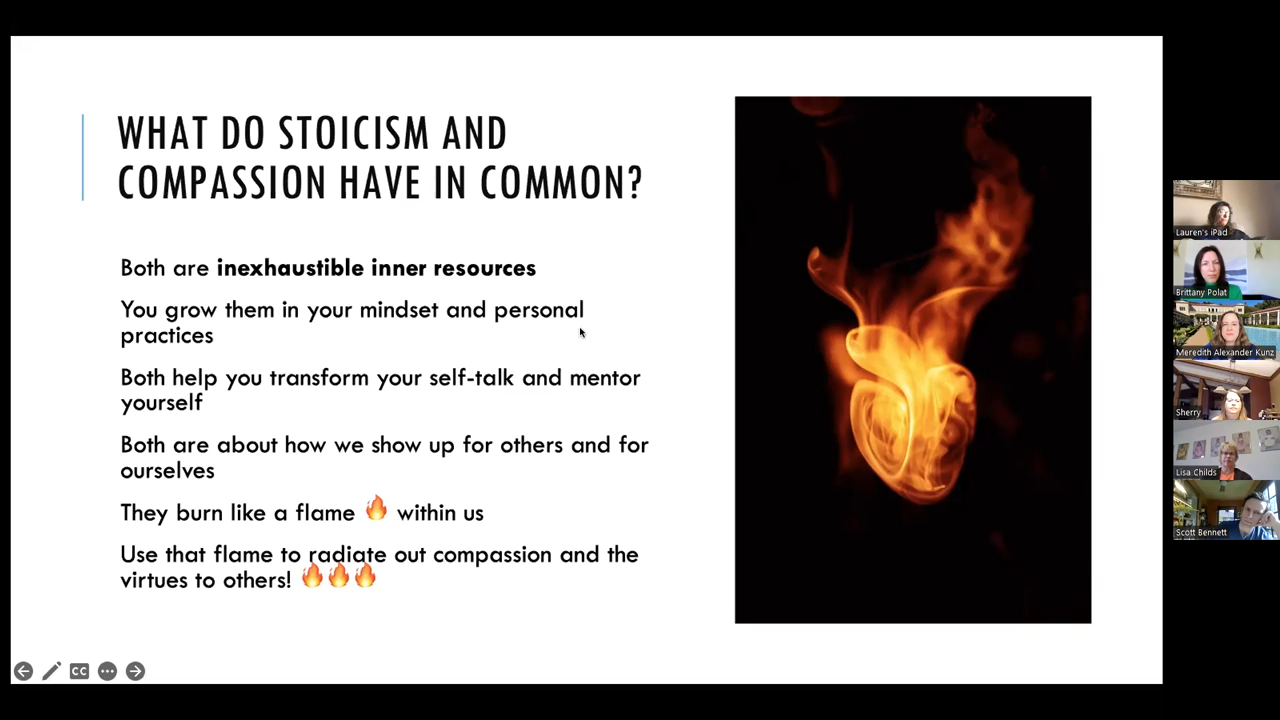 WHAT DO STOICISM AND
COMPASSION HAVE IN COMMON?
Both are inexhaustible inner resources
You grow them in your mindset and personal
practices
Both help you transform your self-talk and mentor
yourself
Both are about how we show up for others and for
ourselves
They burn like a flame 🔥 within us
Use that flame to radiate out compassion and the
virtues to others! 🔥🔥🔥
CC
Lauren's iPad
Brittany Polat
Meredith Alexander Kunz
Sherry
Lisa Childs
Scott Bennett